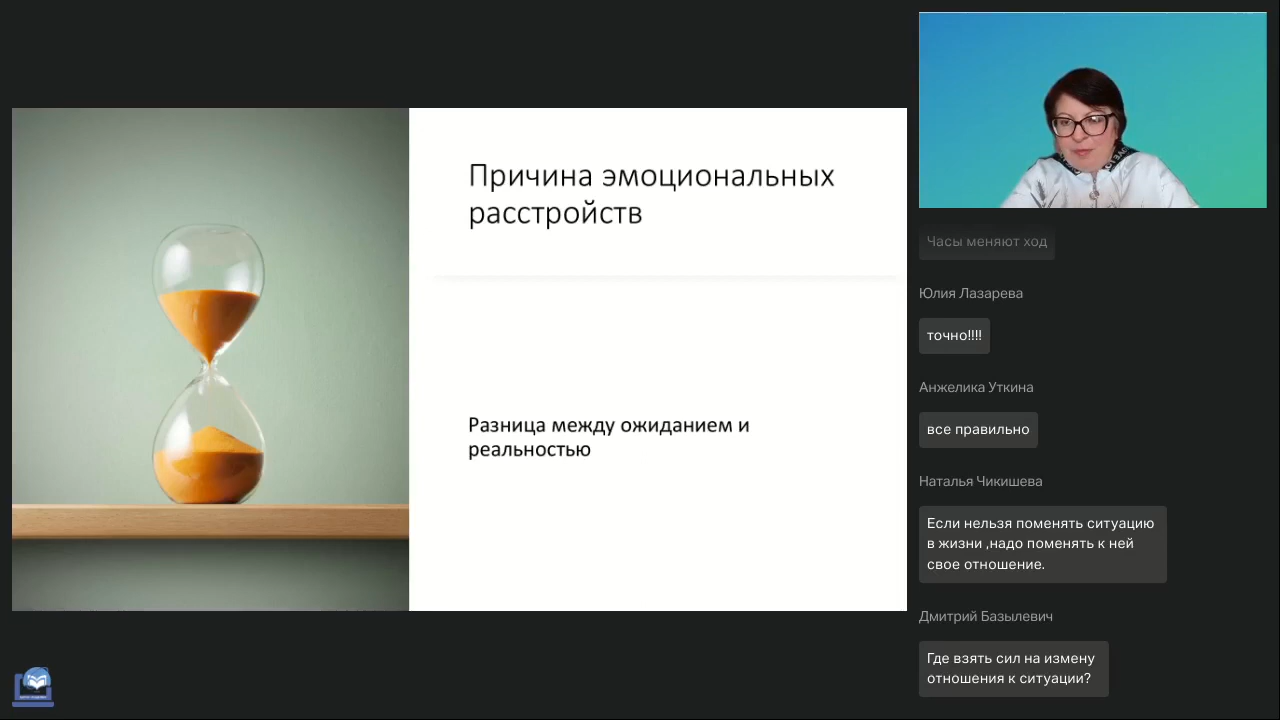 Причина эмоциональных
расстройств
Разница между ожиданием и
реальностью
Часы меняют ход
Юлия Лазарева
точно!!!!
Анжелика Уткина
все правильно
Наталья Чикишева
Если нельзя поменять ситуацию
в жизни ,надо поменять к ней
свое отношение.
Дмитрий Базылевич
Где взять сил на измену
отношения к ситуации?